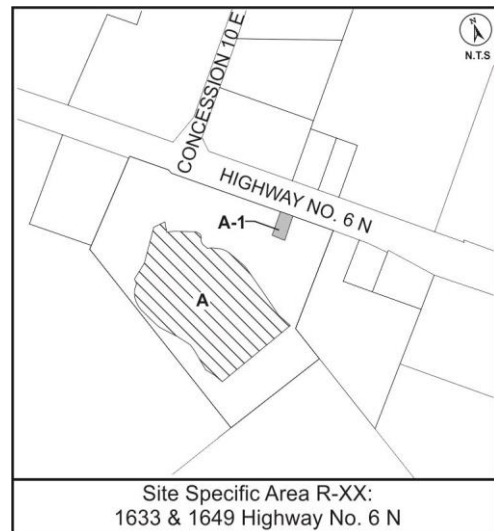 N
N.T.S
CONCESSION 10 E
HIGHWAY NO. 6 N
A-1
A
Site Specific Area R-XX:
1633 & 1649 Highway No. 6 N